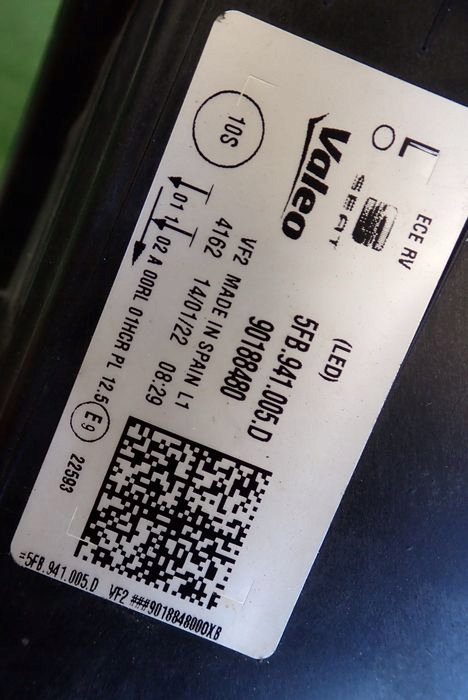 L
ECE RV
Valeo
SEAT
10S
(LED)
5FB.941.005.D
90188480
VF2 MADE IN SPAIN L1
4162 14/01/22 08:29
01 1
02 A 00RL 01HCR PL 12.5 E9 22593
=5FB.941.005.D VF2 ###9018848000XB